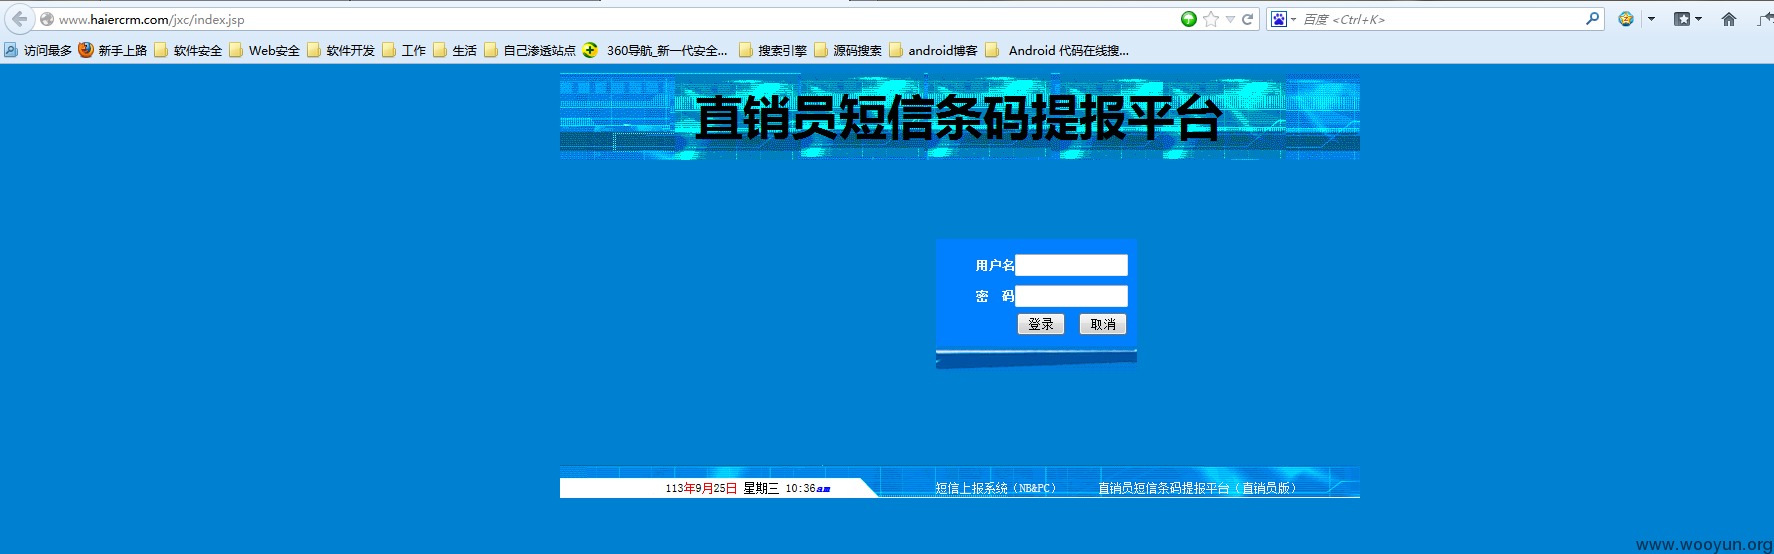 www.haiercrm.com/jxc/index.jsp
百度 <Ctrl+K>
访问最多 新手上路 软件安全 Web安全 软件开发 工作 生活 自己渗透站点 360导航_新一代安全... 搜索引擎 源码搜索 android博客 Android 代码在线搜...
直销员短信条码提报平台
用户名
密 码
登录 取消
113年9月25日 星期三 10:36am 短信上报系统（NB&PC） 直销员短信条码提报平台（直销员版）
www.wooyun.org